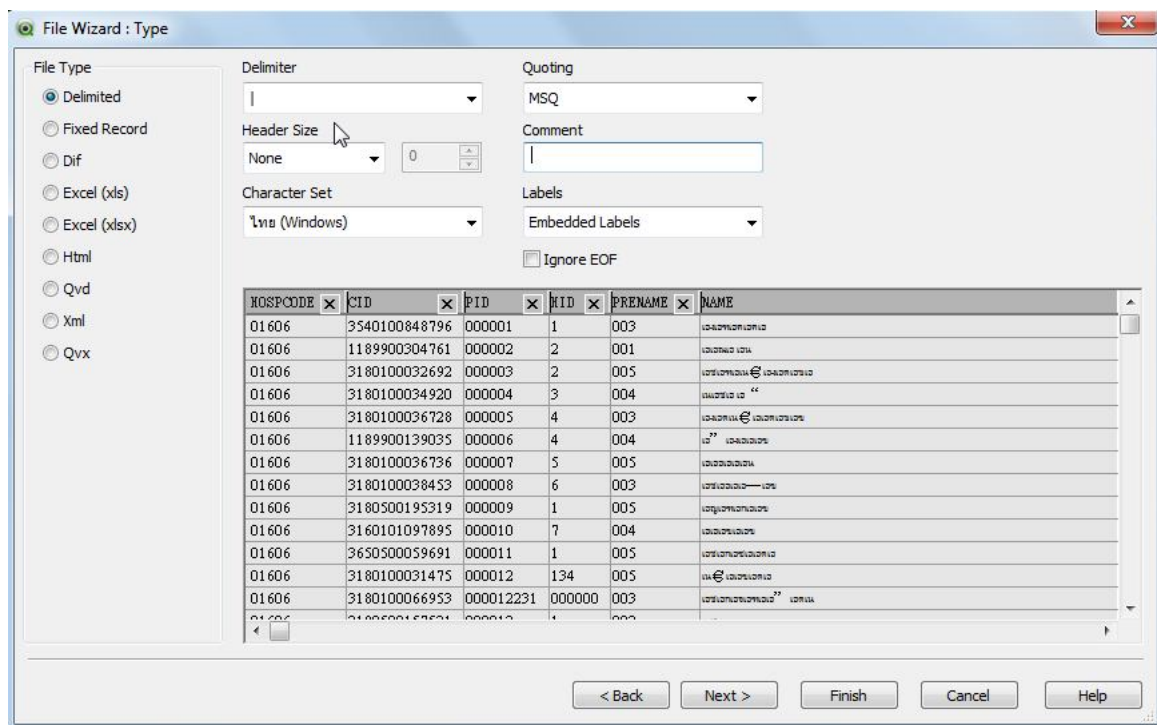 File Wizard : Type
File Type
Delimited
Fixed Record
Dif
Excel (xls)
Excel (xlsx)
Html
Qvd
Xml
Qvx
Delimiter
|
Quoting
MSQ
Header Size
None
0
Comment
Character Set
ไทย (Windows)
Labels
Embedded Labels
Ignore EOF
HOSPCODE CID PID HID PRENAME NAME
01606 3540100848796 000001 1 003
01606 1189900304761 000002 2 001
01606 3180100032692 000003 2 005
01606 3180100034920 000004 3 004
01606 3180100036728 000005 4 003
01606 1189900139035 000006 4 004
01606 3180100036736 000007 5 005
01606 3180100038453 000008 6 003
01606 3180500195319 000009 1 005
01606 3160101097895 000010 7 004
01606 3650500059691 000011 1 005
01606 3180100031475 000012 134 005
01606 3180100066953 000012231 000000 003
< Back
Next >
Finish
Cancel
Help